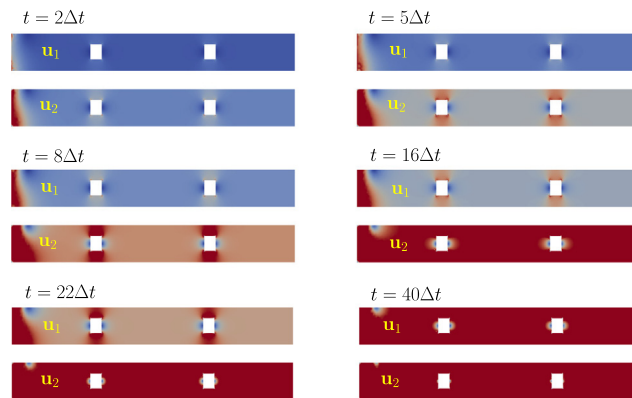 t = 2Δt
u₁
u₂
t = 5Δt
u₁
u₂
t = 8Δt
u₁
u₂
t = 16Δt
u₁
u₂
t = 22Δt
u₁
u₂
t = 40Δt
u₁
u₂